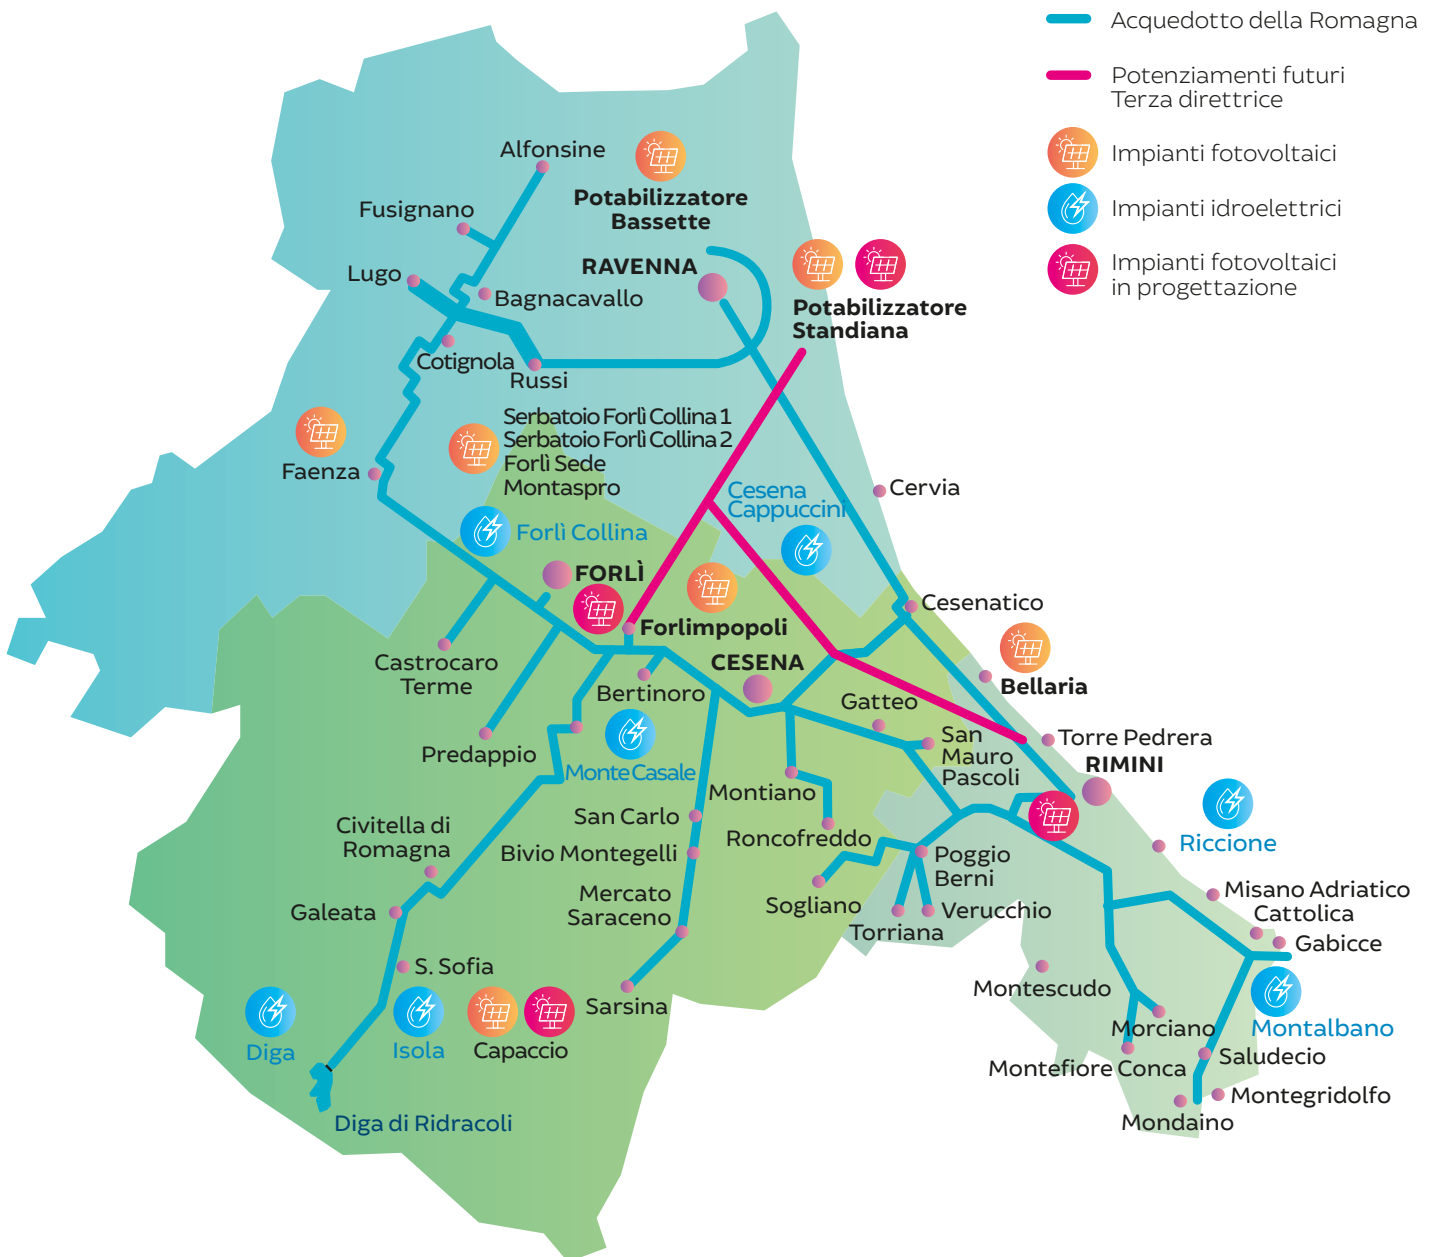 Acquedotto della Romagna
Potenziamenti futuri
Terza direttrice
Impianti fotovoltaici
Impianti idroelettrici
Impianti fotovoltaici
in progettazione
Alfonsine
Potabilizzatore
Bassette
Fusignano
RAVENNA
Lugo
Bagnacavallo
Potabilizzatore
Standiana
Cotignola
Russi
Serbatoio Forlì Collina 1
Serbatoio Forlì Collina 2
Forlì Sede
Montaspro
Faenza
Cesena
Cappuccini
Cervia
Forlì Collina
FORLÌ
Cesenatico
Forlimpopoli
Castrocaro
Terme
CESENA
Bellaria
Bertinoro
Gatteo
Predappio
San
Mauro
Pascoli
Torre Pedrera
RIMINI
Monte Casale
Montiano
San Carlo
Civitella di
Romagna
Roncofreddo
Riccione
Bivio Montegelli
Poggio
Berni
Mercato
Saraceno
Misano Adriatico
Cattolica
Galeata
Sogliano
Verucchio
Torriana
Gabicce
S. Sofia
Montescudo
Sarsina
Morciano
Montalbano
Diga
Isola
Capaccio
Saludecio
Montefiore Conca
Montegridolfo
Diga di Ridracoli
Mondaino